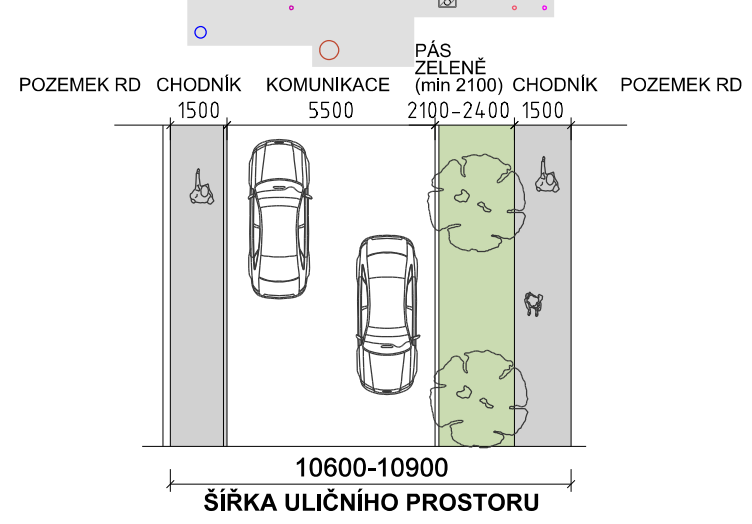 PÁS
ZELENĚ
POZEMEK RD CHODNÍK KOMUNIKACE (min 2100) CHODNÍK POZEMEK RD
1500 5500 2100-2400 1500
10600-10900
ŠÍŘKA ULIČNÍHO PROSTORU